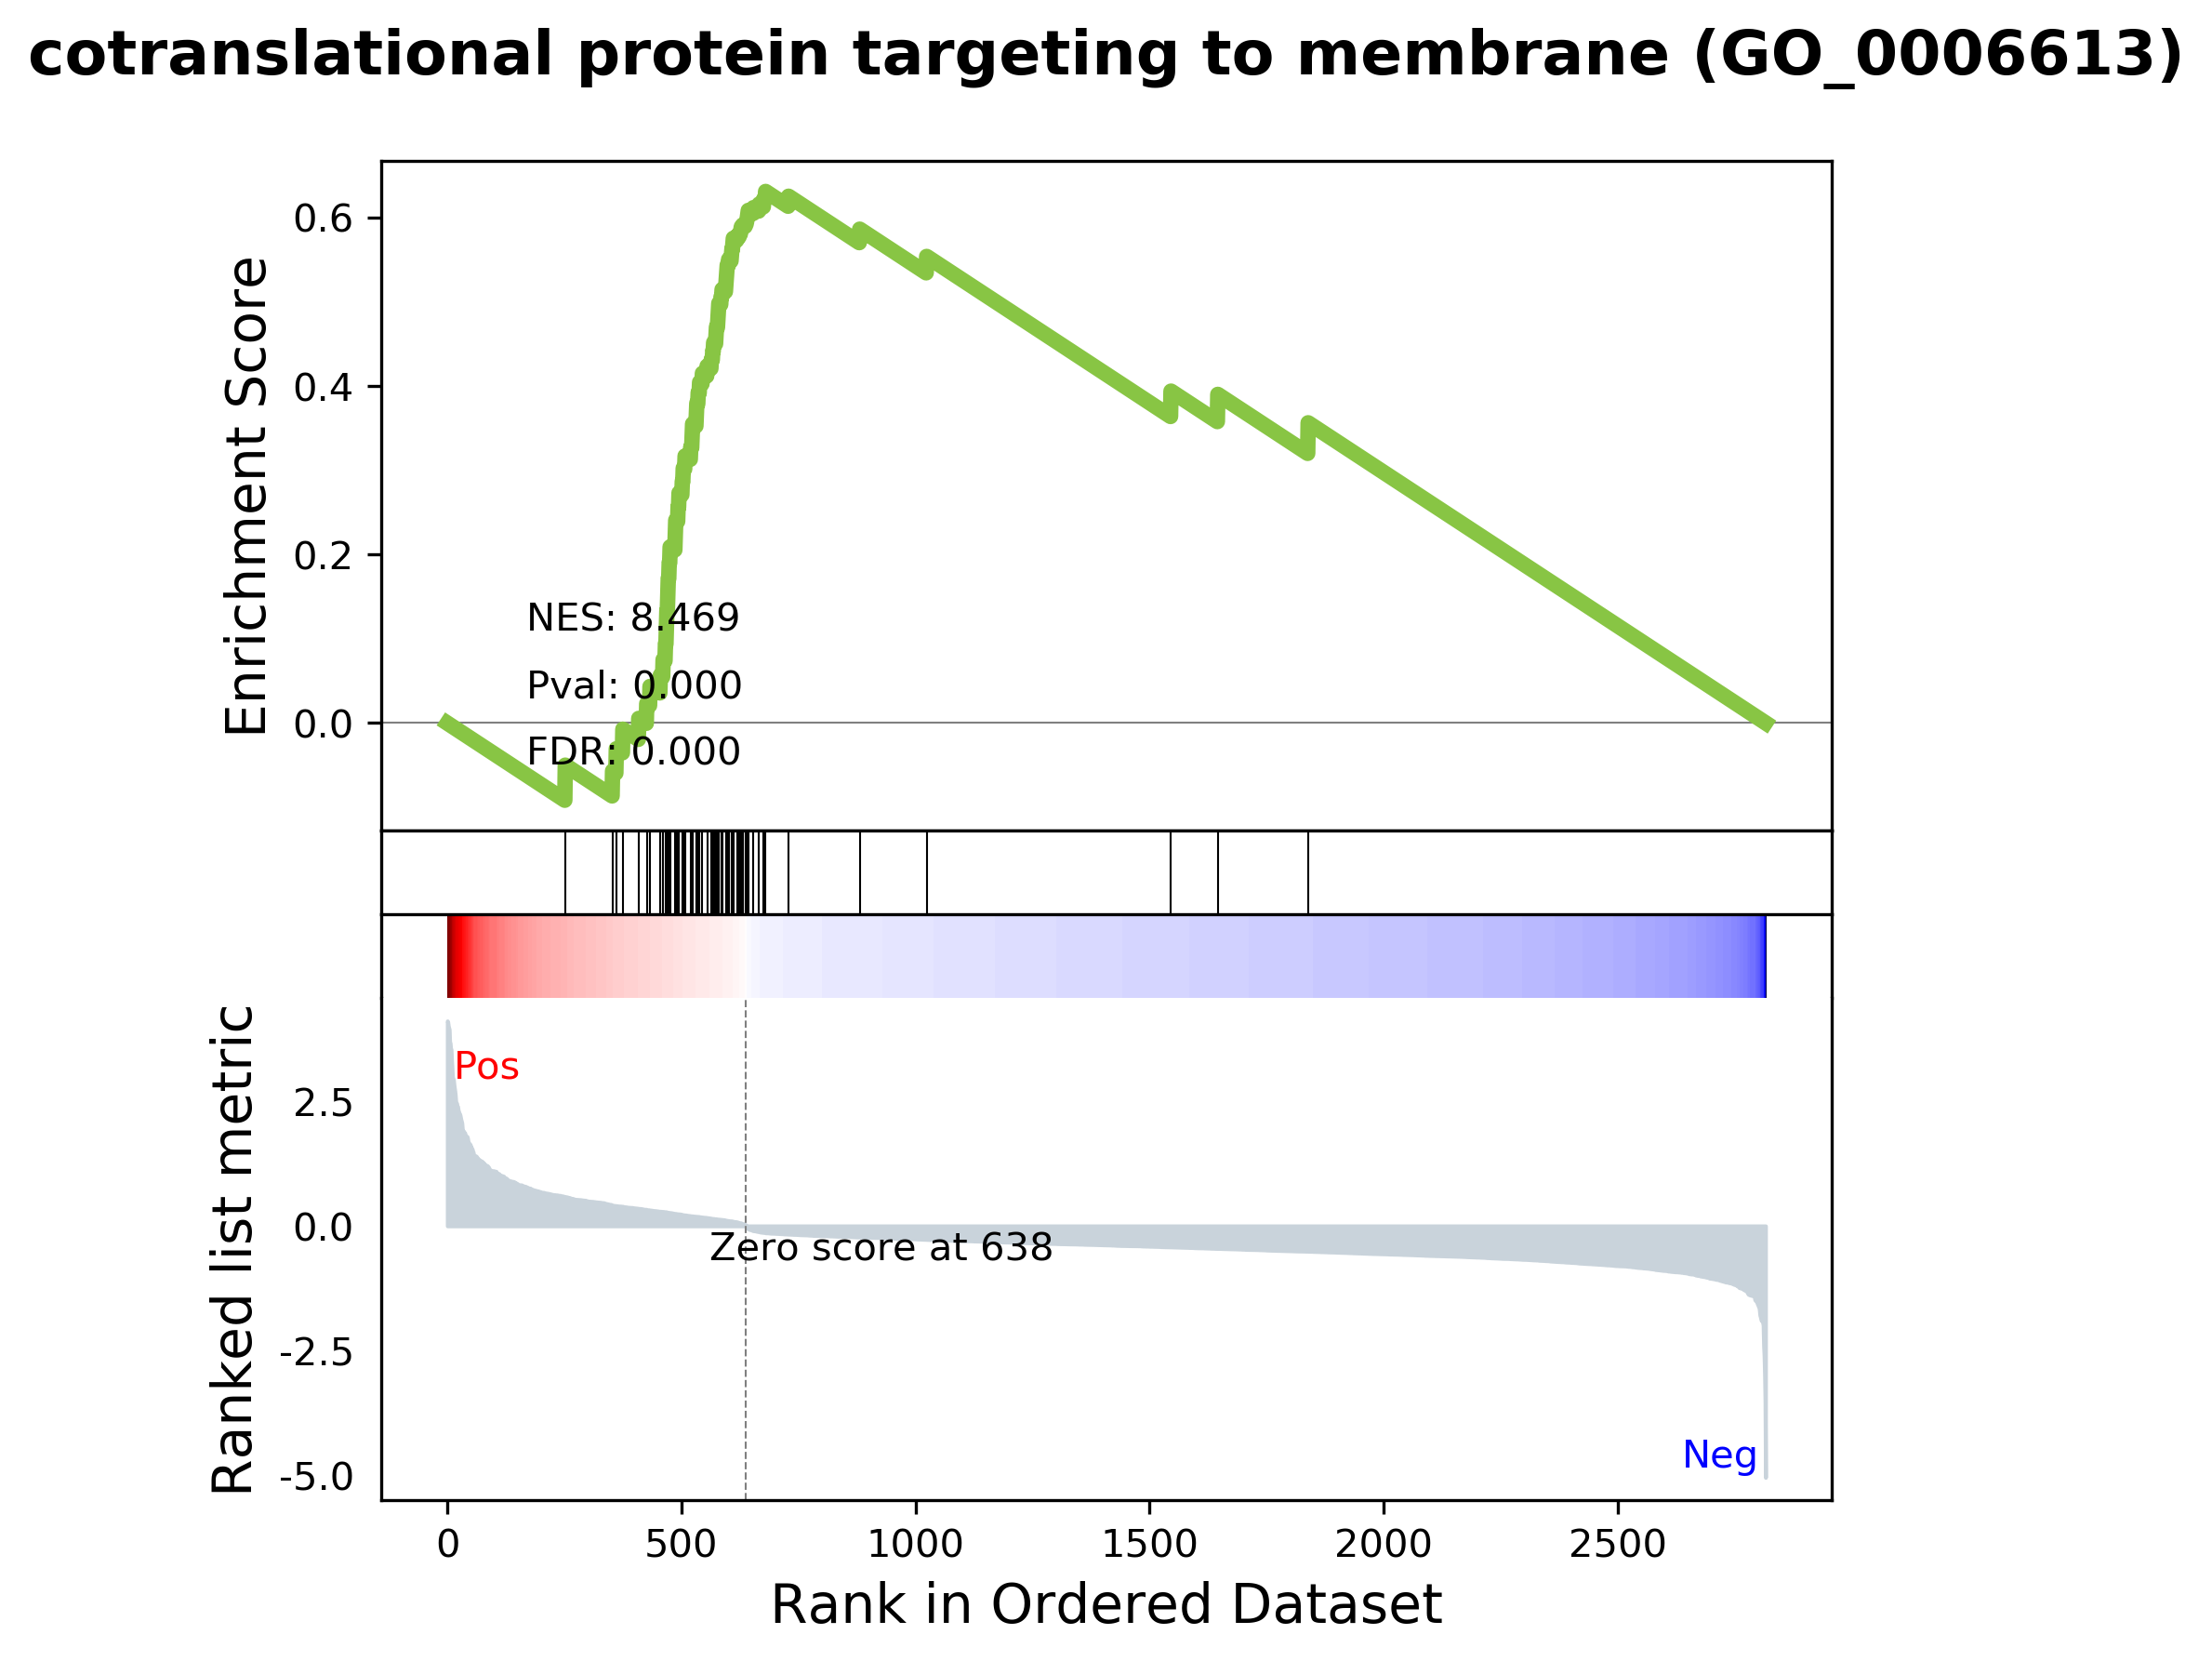 cotranslational protein targeting to membrane (GO_0006613)
Enrichment Score
0.6
0.4
0.2
0.0
NES: 8.469
Pval: 0.000
FDR: 0.000
Ranked list metric
2.5
0.0
-2.5
-5.0
Pos
Zero score at 638
Neg
0
500
1000
1500
2000
2500
Rank in Ordered Dataset